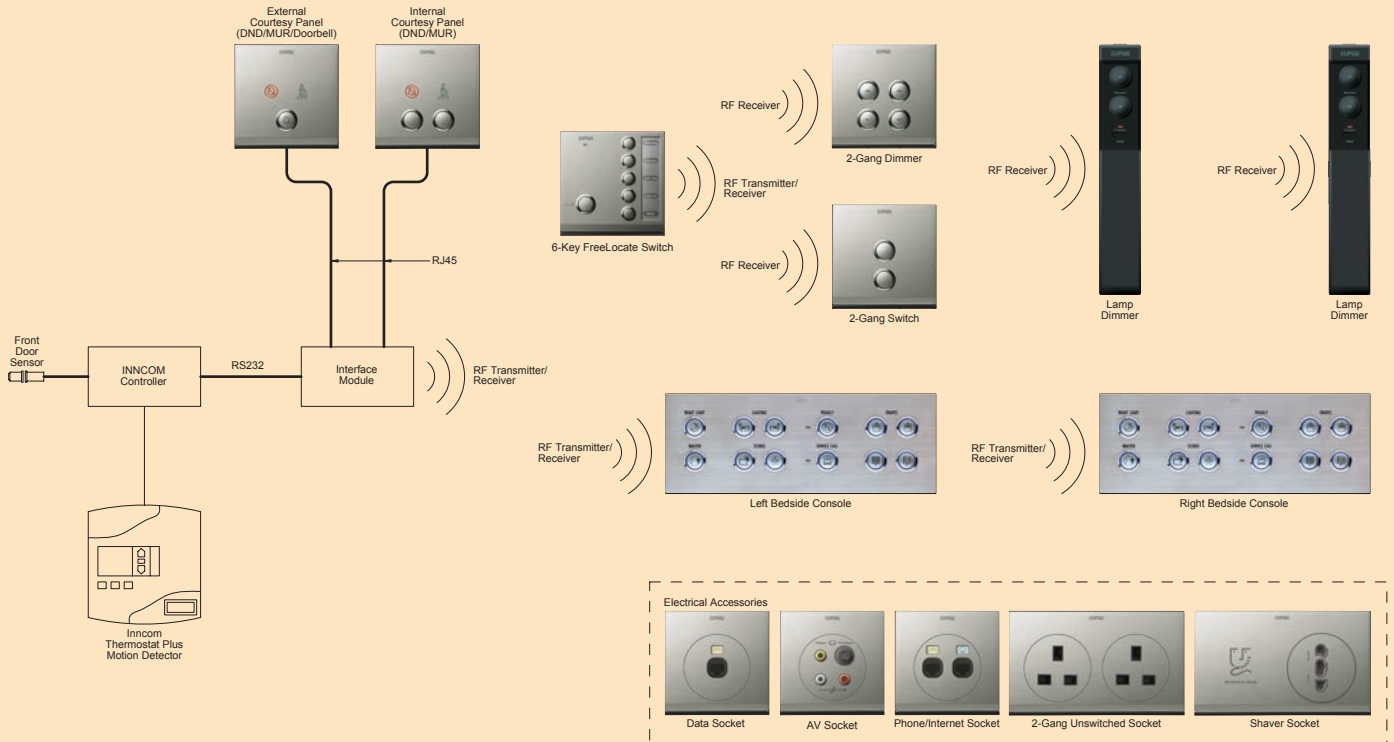 External
Courtesy Panel
(DND/MUR/Doorbell)
Internal
Courtesy Panel
(DND/MUR)
RF Receiver
2-Gang Dimmer
RF Receiver
RF Receiver
6-Key FreeLocate Switch
RF Transmitter/
Receiver
RJ45
RF Receiver
2-Gang Switch
Lamp
Dimmer
Lamp
Dimmer
Front
Door
Sensor
INNCOM
Controller
RS232
Interface
Module
RF Transmitter/
Receiver
RF Transmitter/
Receiver
Left Bedside Console
RF Transmitter/
Receiver
Right Bedside Console
Inncom
Thermostat Plus
Motion Detector
Electrical Accessories
Data Socket
AV Socket
Phone/Internet Socket
2-Gang Unswitched Socket
Shaver Socket